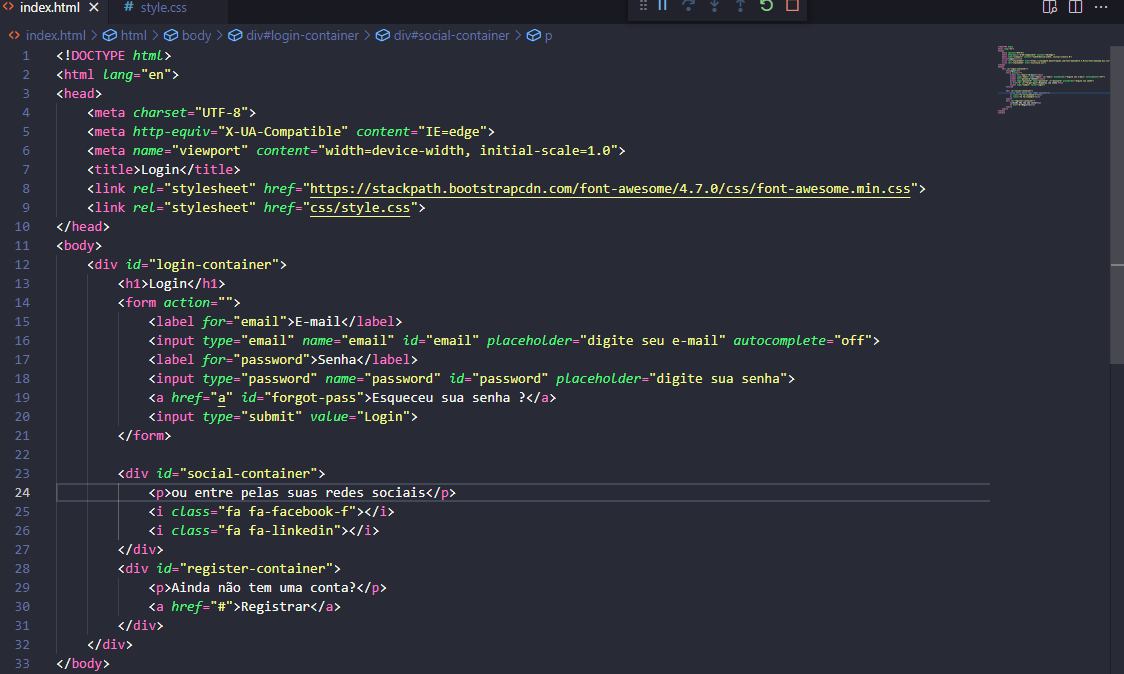 index.html
style.css
index.html > html > body > div#login-container > div#social-container > p
1 <!DOCTYPE html>
2 <html lang="en">
3 <head>
4 <meta charset="UTF-8">
5 <meta http-equiv="X-UA-Compatible" content="IE=edge">
6 <meta name="viewport" content="width=device-width, initial-scale=1.0">
7 <title>Login</title>
8 <link rel="stylesheet" href="https://stackpath.bootstrapcdn.com/font-awesome/4.7.0/css/font-awesome.min.css">
9 <link rel="stylesheet" href="css/style.css">
10 </head>
11 <body>
12 <div id="login-container">
13 <h1>Login</h1>
14 <form action="">
15 <label for="email">E-mail</label>
16 <input type="email" name="email" id="email" placeholder="digite seu e-mail" autocomplete="off">
17 <label for="password">Senha</label>
18 <input type="password" name="password" id="password" placeholder="digite sua senha">
19 <a href="a" id="forgot-pass">Esqueceu sua senha ?</a>
20 <input type="submit" value="Login">
21 </form>
22
23 <div id="social-container">
24 <p>ou entre pelas suas redes sociais</p>
25 <i class="fa fa-facebook-f"></i>
26 <i class="fa fa-linkedin"></i>
27 </div>
28 <div id="register-container">
29 <p>Ainda não tem uma conta?</p>
30 <a href="#">Registrar</a>
31 </div>
32 </div>
33 </body>